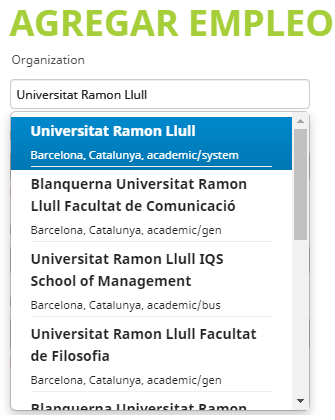 AGREGAR EMPLEO
Organization
Universitat Ramon Llull
Universitat Ramon Llull
Barcelona, Catalunya, academic/system
Blanquerna Universitat Ramon
Llull Facultat de Comunicació
Barcelona, Catalunya, academic/gen
Universitat Ramon Llull IQS
School of Management
Barcelona, Catalunya, academic/bus
Universitat Ramon Llull Facultat
de Filosofia
Barcelona, Catalunya, academic/gen
Blanquerna Universitat Ramon